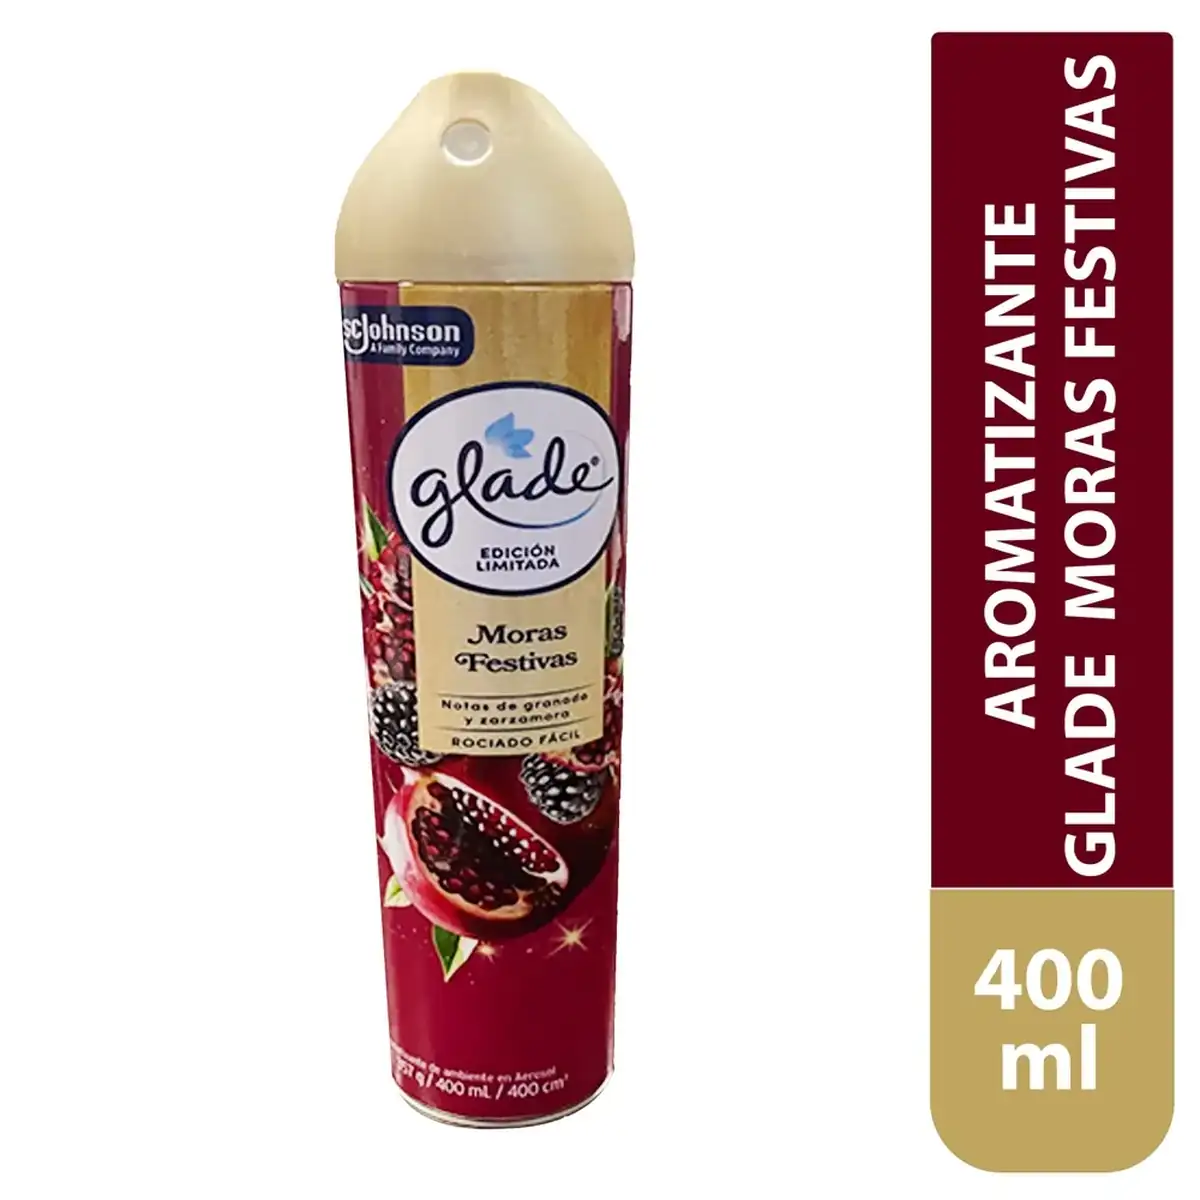 scJohnson
A Family Company
glade®
EDICIÓN
LIMITADA
Moras
Festivas
Notas de granada
y zarzamora
ROCIADO FÁCIL
de ambiente en Aerosol
g / 400 mL / 400 cm³
AROMATIZANTE
GLADE MORAS FESTIVAS
400
ml